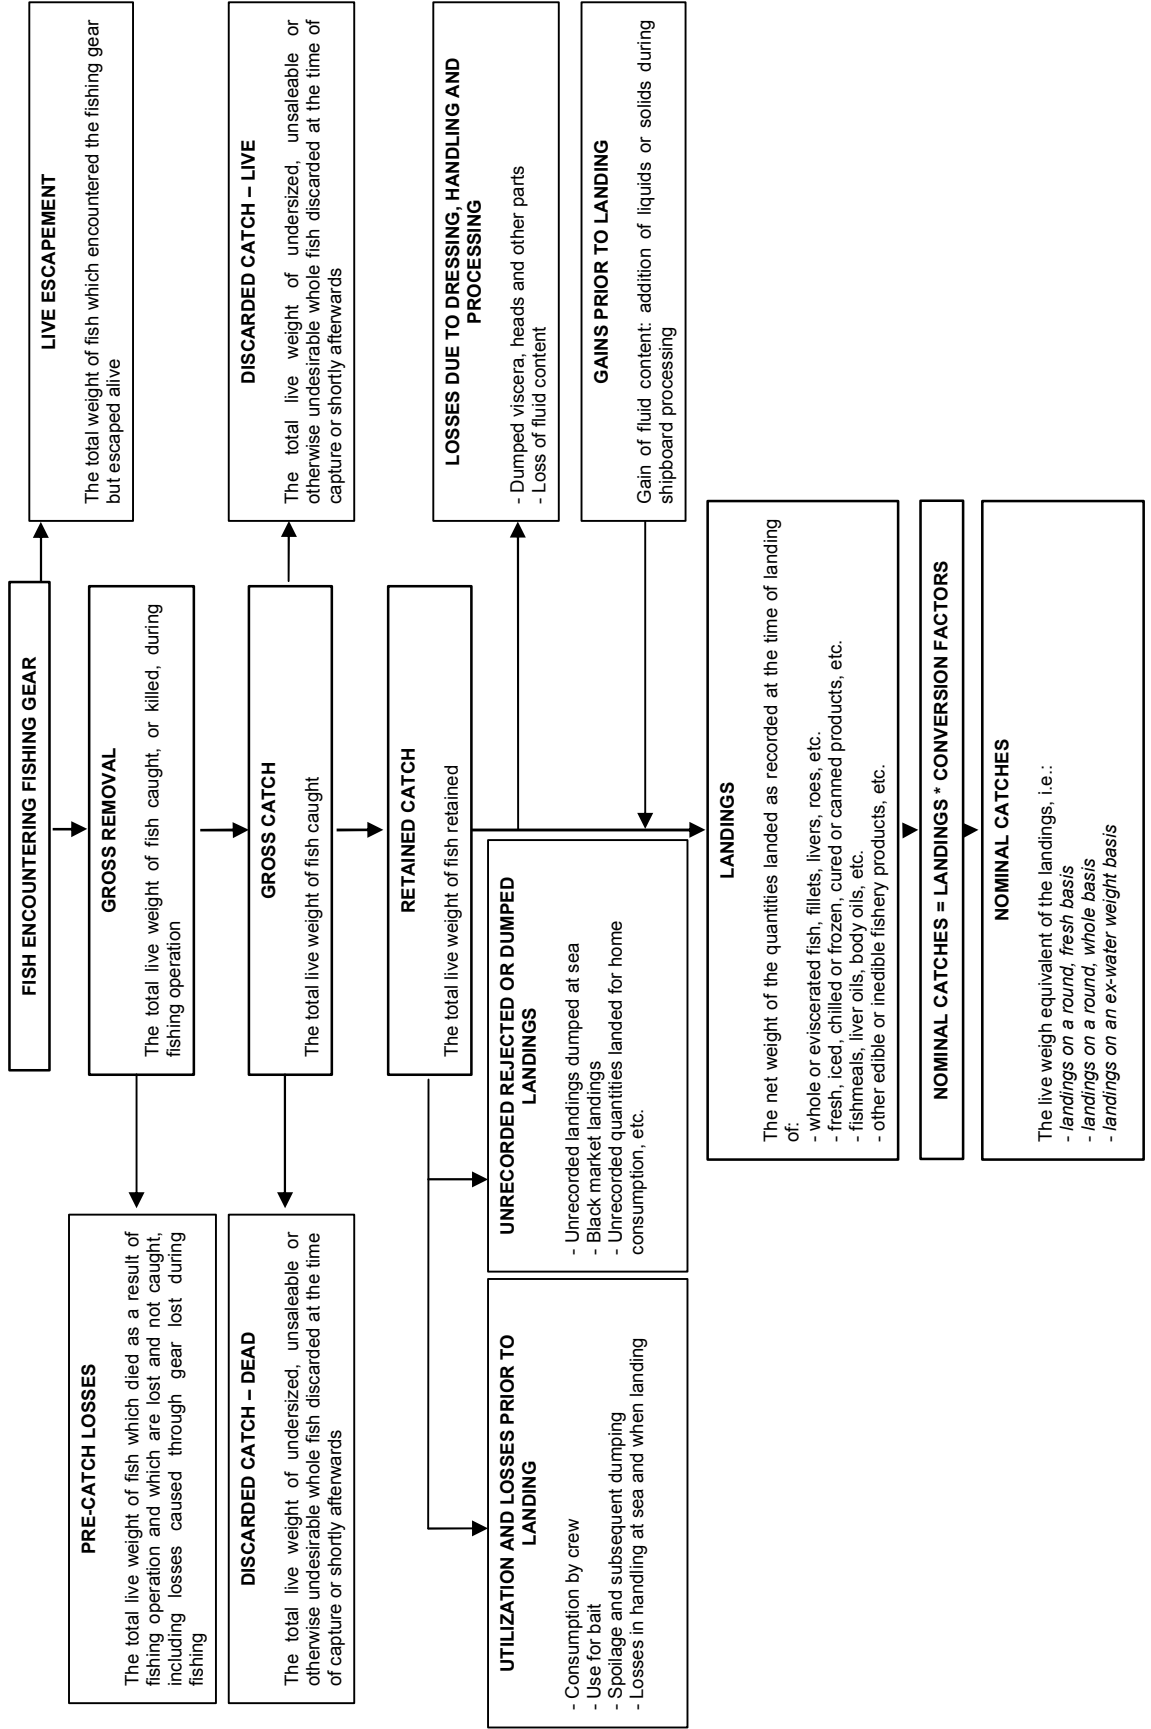 FISH ENCOUNTERING FISHING GEAR
LIVE ESCAPEMENT
The total weight of fish which encountered the fishing gear
but escaped alive
PRE-CATCH LOSSES
The total live weight of fish which died as a result of
fishing operation and which are lost and not caught,
including losses caused through gear lost during
fishing
GROSS REMOVAL
The total live weight of fish caught, or killed, during
fishing operation
DISCARDED CATCH – DEAD
The total live weight of undersized, unsaleable or
otherwise undesirable whole fish discarded at the time
of capture or shortly afterwards
GROSS CATCH
The total live weight of fish caught
DISCARDED CATCH – LIVE
The total live weight of undersized, unsaleable or
otherwise undesirable whole fish discarded at the time of
capture or shortly afterwards
RETAINED CATCH
The total live weight of fish retained
LOSSES DUE TO DRESSING, HANDLING AND
PROCESSING
- Dumped viscera, heads and other parts
- Loss of fluid content
UTILIZATION AND LOSSES PRIOR TO
LANDING
- Consumption by crew
- Use for bait
- Spoilage and subsequent dumping
- Losses in handling at sea and when landing
UNRECORDED REJECTED OR DUMPED
LANDINGS
- Unrecorded landings dumped at sea
- Black market landings
- Unrecorded quantities landed for home
consumption, etc.
GAINS PRIOR TO LANDING
Gain of fluid content: addition of liquids or solids during
shipboard processing
LANDINGS
The net weight of the quantities landed as recorded at the time of landing
of:
- whole or eviscerated fish, fillets, livers, roes, etc.
- fresh, iced, chilled or frozen, cured or canned products, etc.
- fishmeals, liver oils, body oils, etc.
- other edible or inedible fishery products, etc.
NOMINAL CATCHES = LANDINGS * CONVERSION FACTORS
NOMINAL CATCHES
The live weigh equivalent of the landings, i.e.:
- landings on a round, fresh basis
- landings on a round, whole basis
- landings on an ex-water weight basis